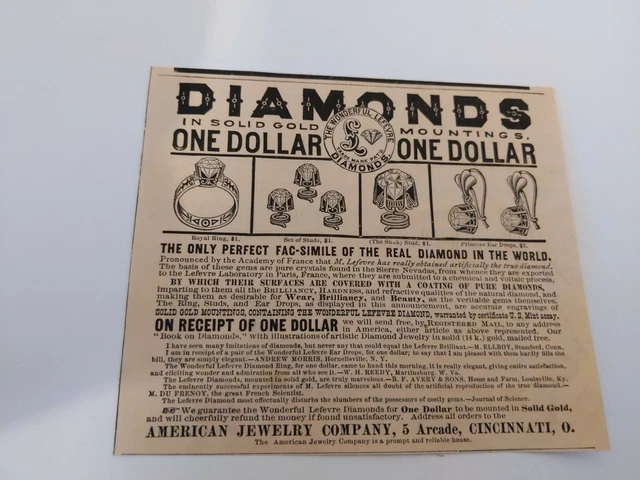 DIAMONDS
IN SOLID GOLD
MOUNTINGS.
ONE DOLLAR
ONE DOLLAR
THE WONDERFUL LEFEVRE
L
TRADE MARK PAT'D
DIAMONDS.
Royal Ring, $1.
Set of Studs, $1.
(The Shah) Stud, $1.
Princess Ear Drops, $1.
THE ONLY PERFECT FAC-SIMILE OF THE REAL DIAMOND IN THE WORLD.
Pronounced by the Academy of France that M. Lefevre has really obtained artificially the true diamond.
The basis of these gems are pure crystals found in the Sierre Nevadas, from whence they are exported
to the Lefevre Laboratory in Paris, France, where they are submitted to a chemical and voltaic process,
BY WHICH THEIR SURFACES ARE COVERED WITH A COATING OF PURE DIAMONDS,
imparting to them all the BRILLIANCY, HARDNESS, and refractive qualities of the natural diamond, and
making them as desirable for Wear, Brilliancy, and Beauty, as the veritable gems themselves.
The Ring, Studs, and Ear Drops, as displayed in this announcement, are accurate engravings of
SOLID GOLD MOUNTINGS, CONTAINING THE WONDERFUL LEFEVRE DIAMOND, warranted by certificate U. S. Mint assay.
ON RECEIPT OF ONE DOLLAR we will send free, by REGISTERED MAIL, to any address
in America, either article as above represented. Our
"Book on Diamonds," with illustrations of artistic Diamond Jewelry in solid (14 k.) gold, mailed free.
I have seen many imitations of diamonds, but never any that could equal the Lefevre Brilliant.—M. ELLROY, Stanford, Conn.
I am in receipt of a pair of the Wonderful Lefevre Ear Drops, for one dollar; to say that I am pleased with them hardly fills the
bill, they are simply elegant.—ANDREW MORRIS, Hornellsville, N. Y.
The Wonderful Lefevre Diamond Ring, for one dollar, came to hand this morning. It is really elegant, giving entire satisfaction,
and eliciting wonder and admiration from all who see it.—W. H. REEDY, Martinsburg, W. Va.
The Lefevre Diamonds, mounted in solid gold, are truly marvelous.—B. F. AVERY & SONS, Home and Farm, Louisville, Ky.
The eminently successful experiments of M. Lefevre silences all doubt of the artificial reproduction of the true diamond.—
M. DU FRENOY, the great French Scientist.
The Lefevre Diamond most effectually disturbs the slumbers of the possessors of costly gems.—Journal of Science.
We guarantee the Wonderful Lefevre Diamonds for One Dollar to be mounted in Solid Gold,
and will cheerfully refund the money if found unsatisfactory. Address all orders to the
AMERICAN JEWELRY COMPANY, 5 Arcade, CINCINNATI, O.
The American Jewelry Company is a prompt and reliable house.